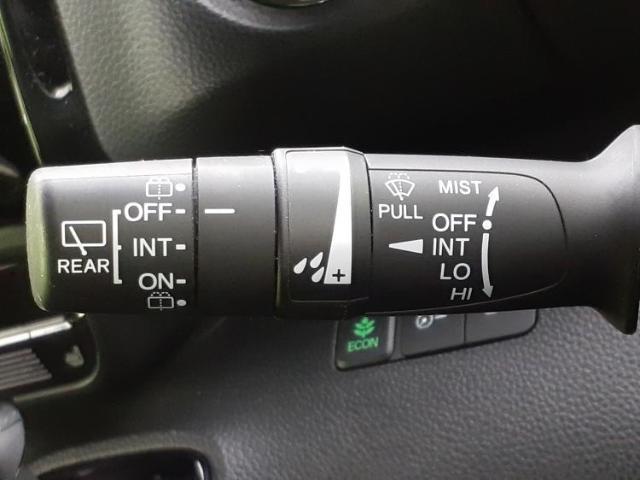 REAR
OFF
INT
ON
+
PULL
MIST
OFF
INT
LO
HI
ECON